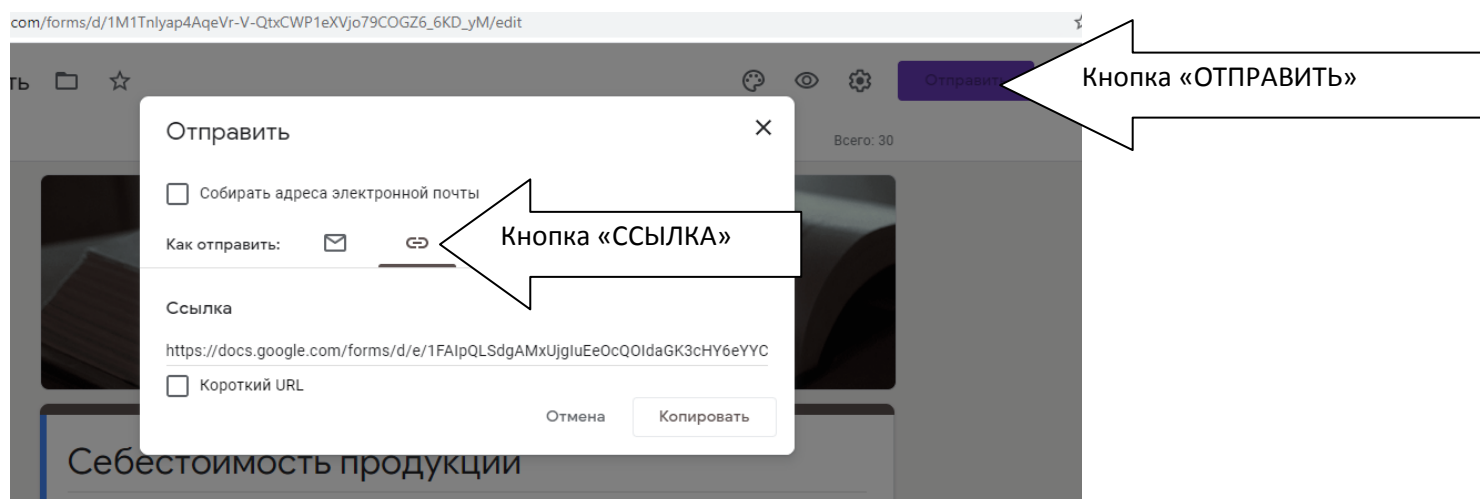 com/forms/d/1M1Tnlyap4AqeVr-V-QtxCWP1eXVjo79COGZ6_6KD_yM/edit
ть
Отправить
Кнопка «ОТПРАВИТЬ»
Отправить
Всего: 30
Собирать адреса электронной почты
Как отправить:
Кнопка «ССЫЛКА»
Ссылка
https://docs.google.com/forms/d/e/1FAIpQLSdgAMxUjgIuEeOcQOIdaGK3cHY6eYYC
Короткий URL
Отмена
Копировать
Себестоимость продукции